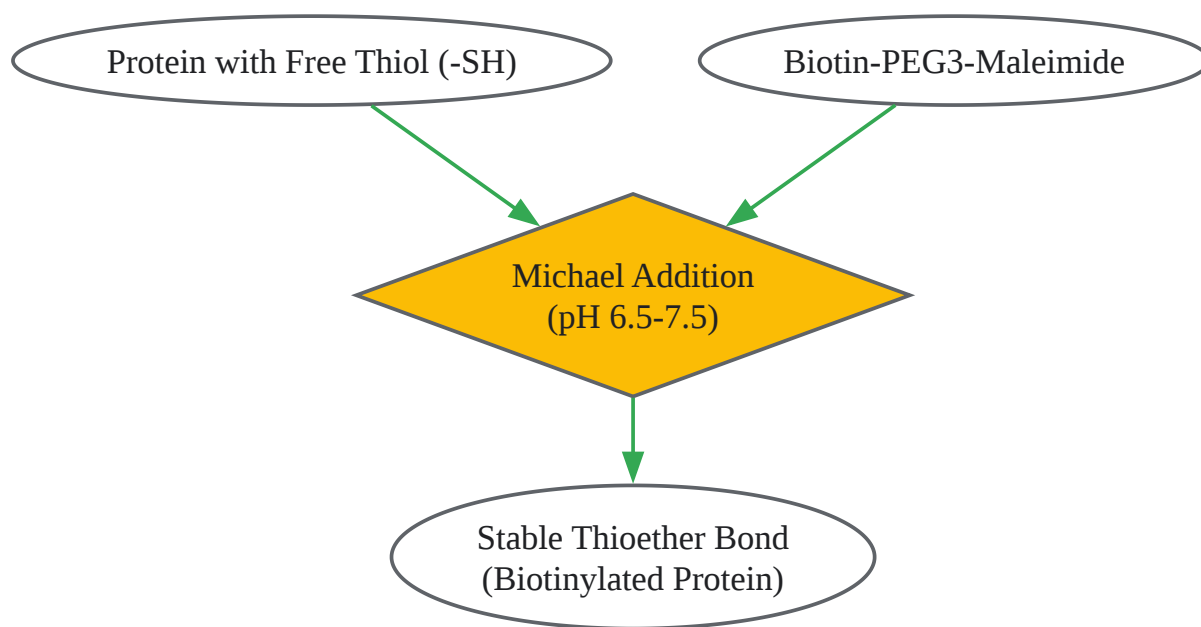 Protein with Free Thiol (-SH)
Biotin-PEG3-Maleimide
Michael Addition
(pH 6.5-7.5)
Stable Thioether Bond
(Biotinylated Protein)